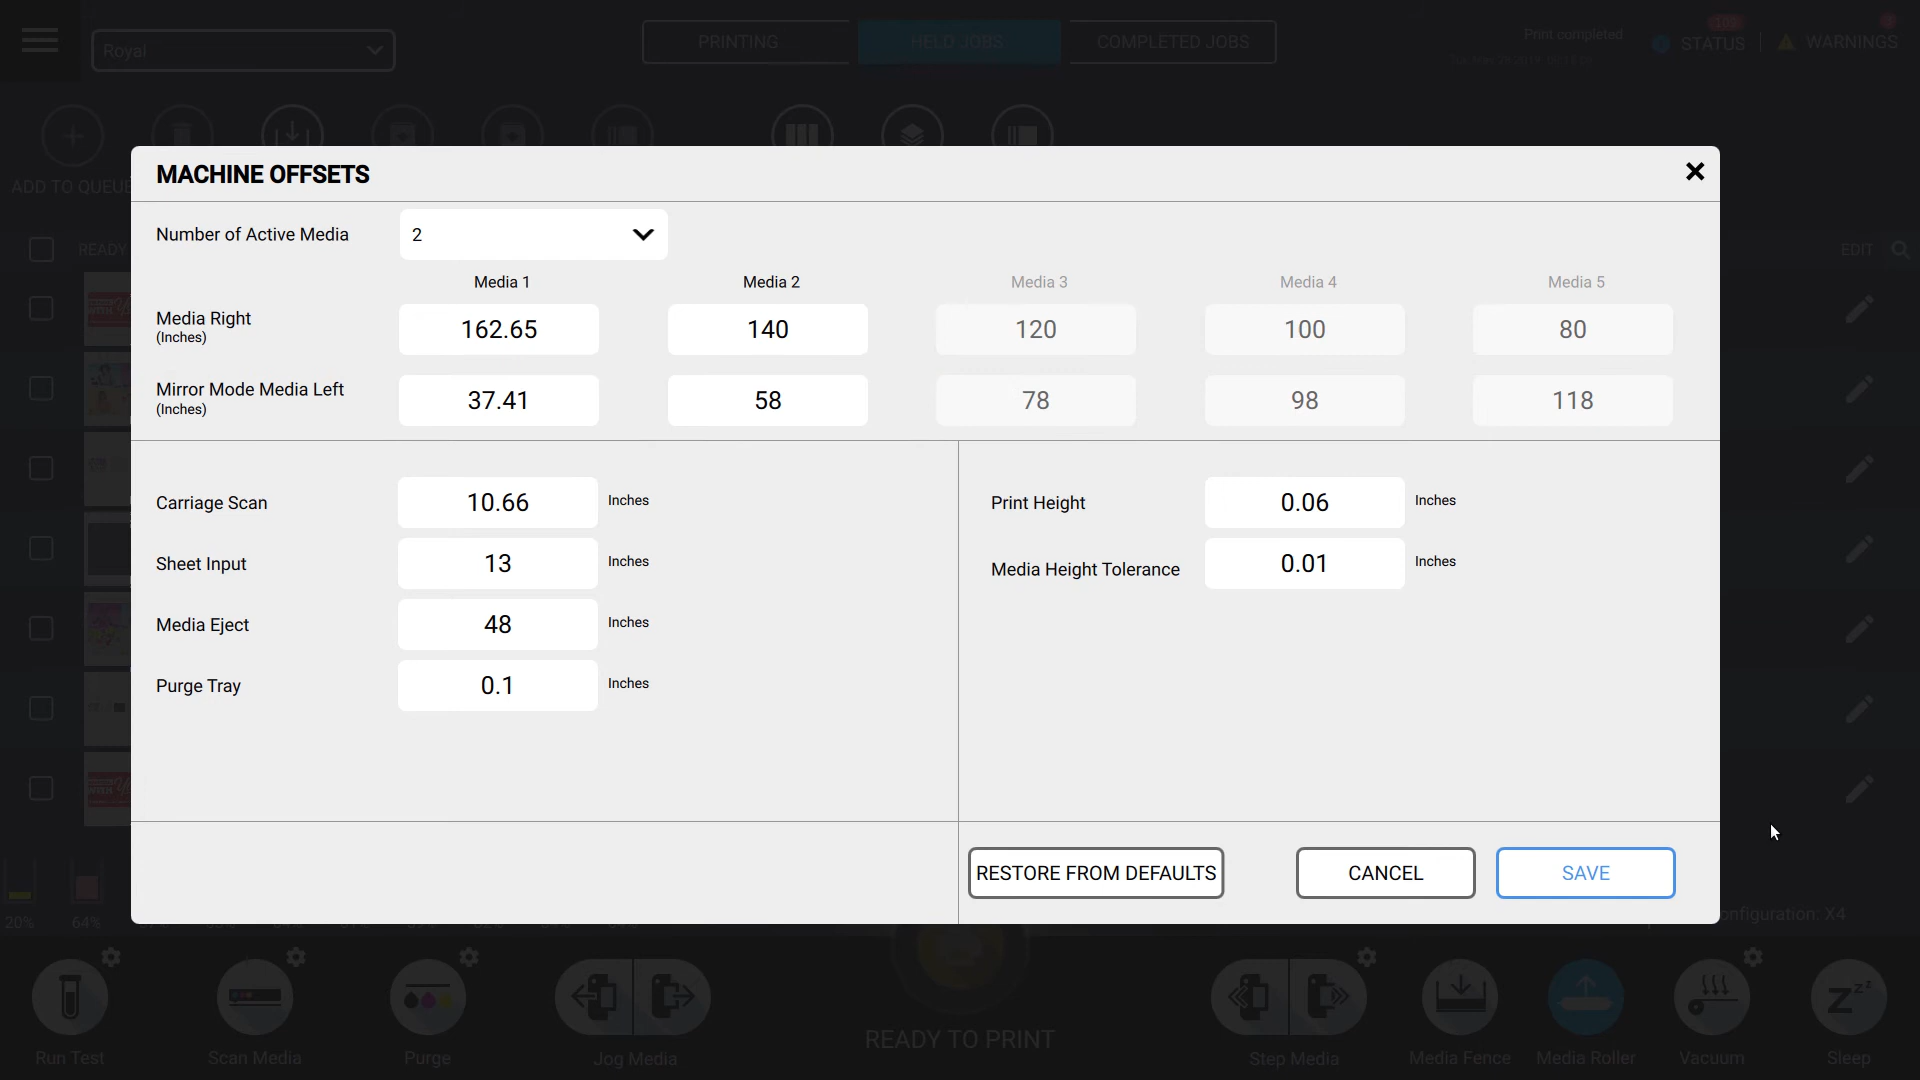 Royal
PRINTING
HELD JOBS
COMPLETED JOBS
Print completed
STATUS
WARNINGS
ADD TO QUEUE
READY
EDIT
MACHINE OFFSETS
Number of Active Media
2
Media 1 Media 2 Media 3 Media 4 Media 5
Media Right 162.65 140 120 100 80
(Inches)
Mirror Mode Media Left 37.41 58 78 98 118
(Inches)
Carriage Scan 10.66 Inches
Print Height 0.06 Inches
Sheet Input 13 Inches
Media Height Tolerance 0.01 Inches
Media Eject 48 Inches
Purge Tray 0.1 Inches
RESTORE FROM DEFAULTS
CANCEL
SAVE
20% 64%
onfiguration: X4
Run Test
Scan Media
Purge
Jog Media
READY TO PRINT
Step Media
Media Fence
Media Roller
Vacuum
Sleep